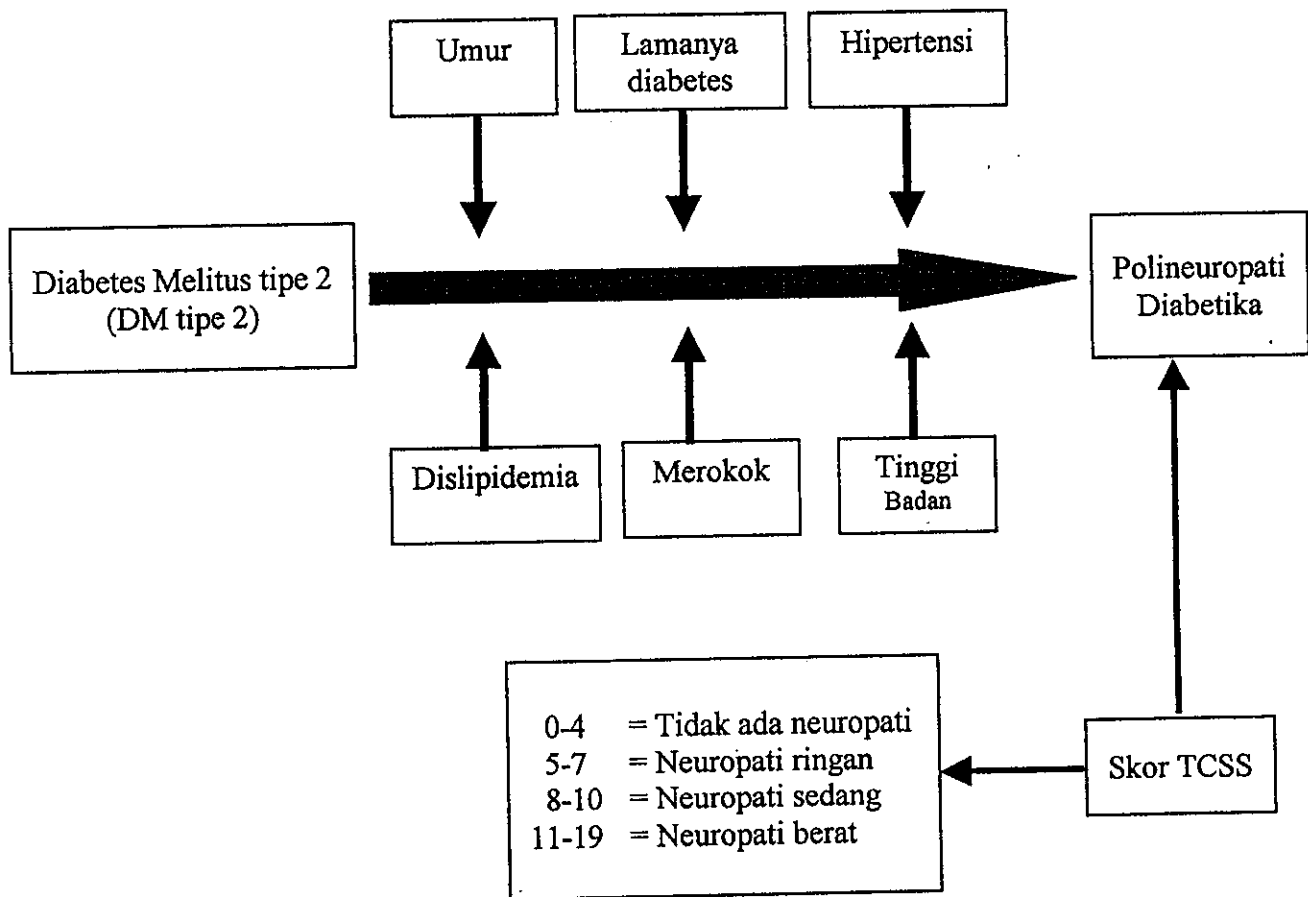 Umur
Lamanya
diabetes
Hipertensi
Diabetes Melitus tipe 2
(DM tipe 2)
Polineuropati
Diabetika
Dislipidemia
Merokok
Tinggi
Badan
0-4 = Tidak ada neuropati
5-7 = Neuropati ringan
8-10 = Neuropati sedang
11-19 = Neuropati berat
Skor TCSS